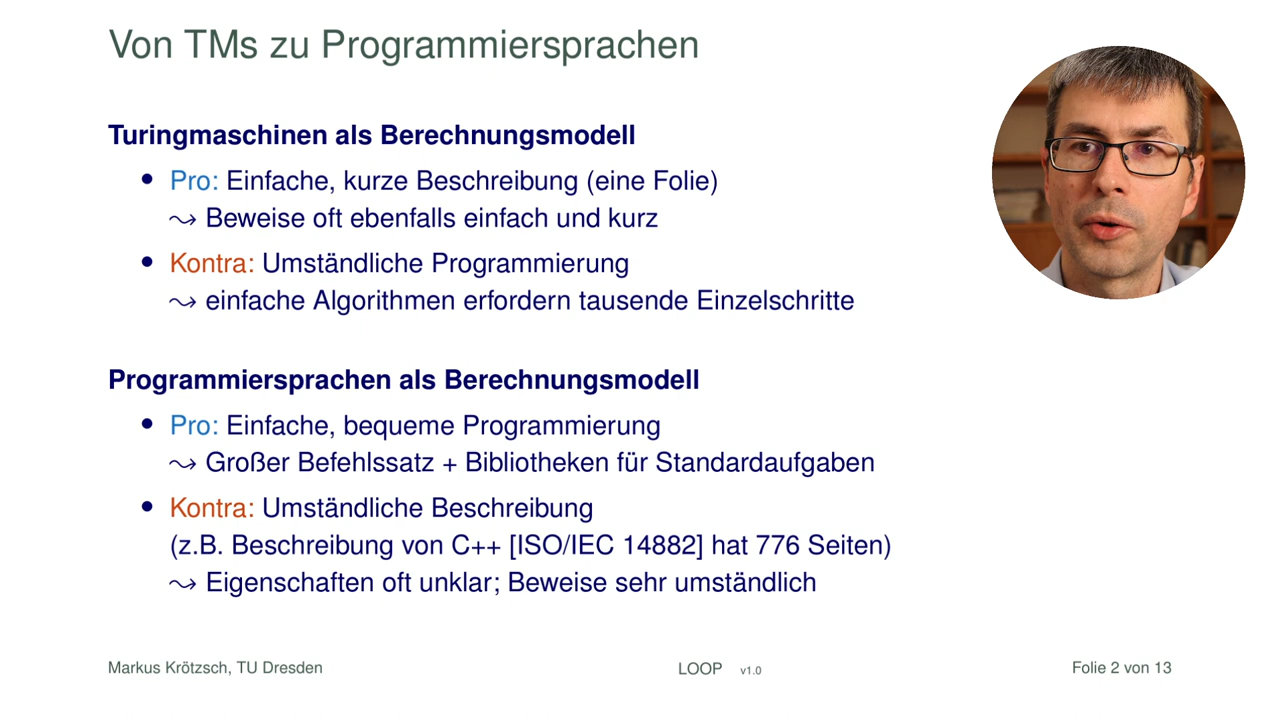 Von TMs zu Programmiersprachen
Turingmaschinen als Berechnungsmodell
• Pro: Einfache, kurze Beschreibung (eine Folie)
⤳ Beweise oft ebenfalls einfach und kurz
• Kontra: Umständliche Programmierung
⤳ einfache Algorithmen erfordern tausende Einzelschritte
Programmiersprachen als Berechnungsmodell
• Pro: Einfache, bequeme Programmierung
⤳ Großer Befehlssatz + Bibliotheken für Standardaufgaben
• Kontra: Umständliche Beschreibung
(z.B. Beschreibung von C++ [ISO/IEC 14882] hat 776 Seiten)
⤳ Eigenschaften oft unklar; Beweise sehr umständlich
Markus Krötzsch, TU Dresden LOOP v1.0 Folie 2 von 13